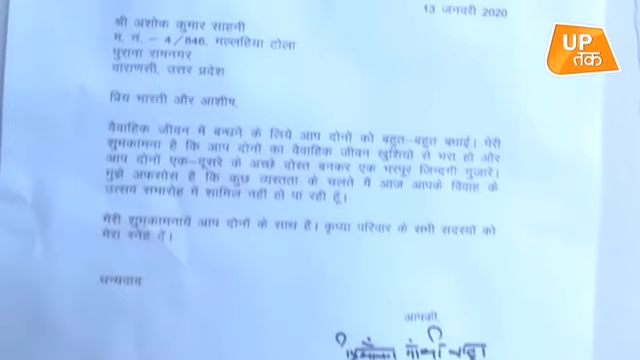 13 जनवरी 2020
UP
तक
श्री अशोक कुमार साहनी
म. न. – 4/646, मल्लहिया टोला
पुराना रामनगर
वाराणसी, उत्तर प्रदेश
प्रिय भारती और आशीष,
वैवाहिक जीवन में बन्धने के लिये आप दोनों को बहुत-बहुत बधाई। मेरी
शुभकामना है कि आप दोनों का वैवाहिक जीवन खुशियों से भरा हो और
आप दोनों एक-दूसरे के अच्छे दोस्त बनकर एक भरपूर जिन्दगी गुजारें।
मुझे अफसोस है कि कुछ व्यस्तता के चलते में आज आपके विवाह के
उत्सव समारोह में शामिल नहीं हो पा रही हूँ।
मेरी शुभकामनायें आप दोनों के साथ है। कृप्या परिवार के सभी सदस्यों को
मेरा स्नेह दें।
धन्यवाद
आपकी,